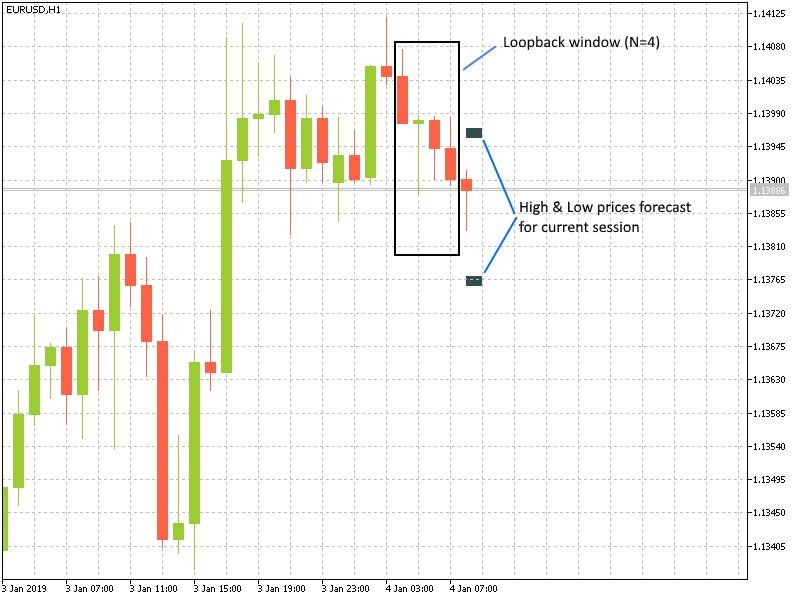 EURUSD,H1
Loopback window (N=4)
High & Low prices forecast
for current session
1.14125
1.14080
1.14035
1.13990
1.13945
1.13900
1.13886
1.13855
1.13810
1.13765
1.13720
1.13675
1.13630
1.13585
1.13540
1.13495
1.13450
1.13405
3 Jan 2019
3 Jan 07:00
3 Jan 11:00
3 Jan 15:00
3 Jan 19:00
3 Jan 23:00
4 Jan 03:00
4 Jan 07:00